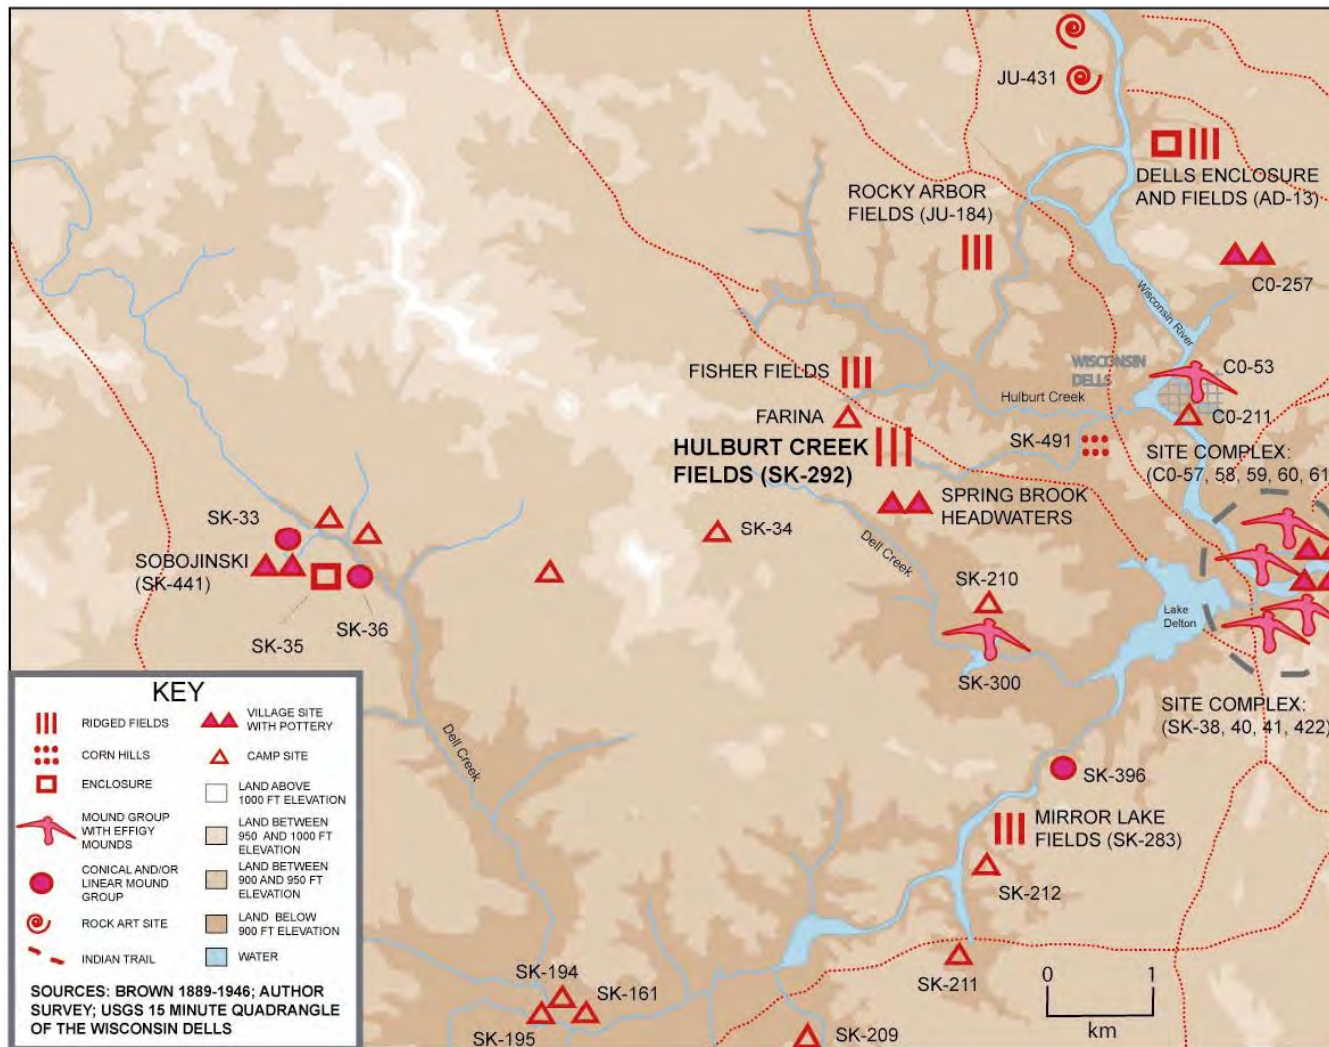 JU-431
DELLS ENCLOSURE
AND FIELDS (AD-13)
ROCKY ARBOR
FIELDS (JU-184)
C0-257
Wisconsin River
WISCONSIN
DELLS
C0-53
FISHER FIELDS
Hulburt Creek
FARINA
C0-211
HULBURT CREEK
FIELDS (SK-292)
SK-491
SITE COMPLEX:
(C0-57, 58, 59, 60, 61
SPRING BROOK
HEADWATERS
SK-33
SK-34
SOBOJINSKI
(SK-441)
Dell Creek
SK-210
Lake
Delton
SK-36
SK-35
SK-300
SITE COMPLEX:
(SK-38, 40, 41, 422)
Dell Creek
SK-396
MIRROR LAKE
FIELDS (SK-283)
SK-212
SK-194
SK-161
SK-195
SK-211
SK-209
0 1
km
KEY
RIDGED FIELDS
CORN HILLS
ENCLOSURE
MOUND GROUP
WITH EFFIGY
MOUNDS
CONICAL AND/OR
LINEAR MOUND
GROUP
ROCK ART SITE
INDIAN TRAIL
VILLAGE SITE
WITH POTTERY
CAMP SITE
LAND ABOVE
1000 FT ELEVATION
LAND BETWEEN
950 AND 1000 FT
ELEVATION
LAND BETWEEN
900 AND 950 FT
ELEVATION
LAND BELOW
900 FT ELEVATION
WATER
SOURCES: BROWN 1889-1946; AUTHOR
SURVEY; USGS 15 MINUTE QUADRANGLE
OF THE WISCONSIN DELLS